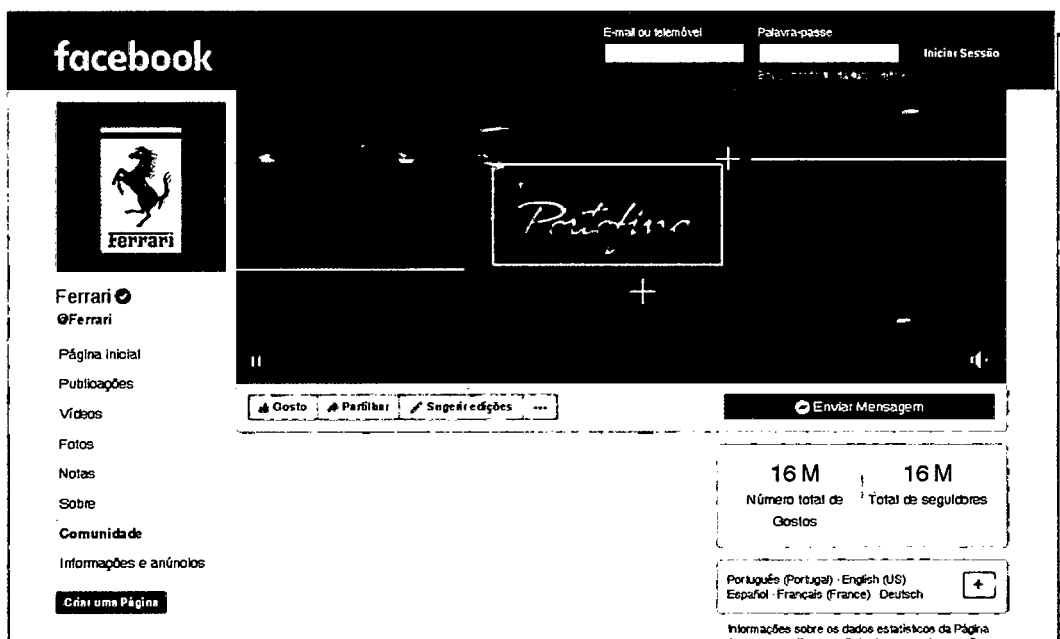 facebook
E-mail ou telemóvel
Palavra-passe
Iniciar Sessão
Ferrari
Portofino
Ferrari
@Ferrari
Página inicial
Publicações
Vídeos
Fotos
Notas
Sobre
Comunidade
Informações e anúncios
Criar uma Página
Gosto
Partilhar
Sugerir edições
...
Enviar Mensagem
16 M
Número total de
Gostos
16 M
Total de seguidores
Português (Portugal) · English (US)
Español · Français (France) · Deutsch
Informações sobre os dados estatísticos da Página